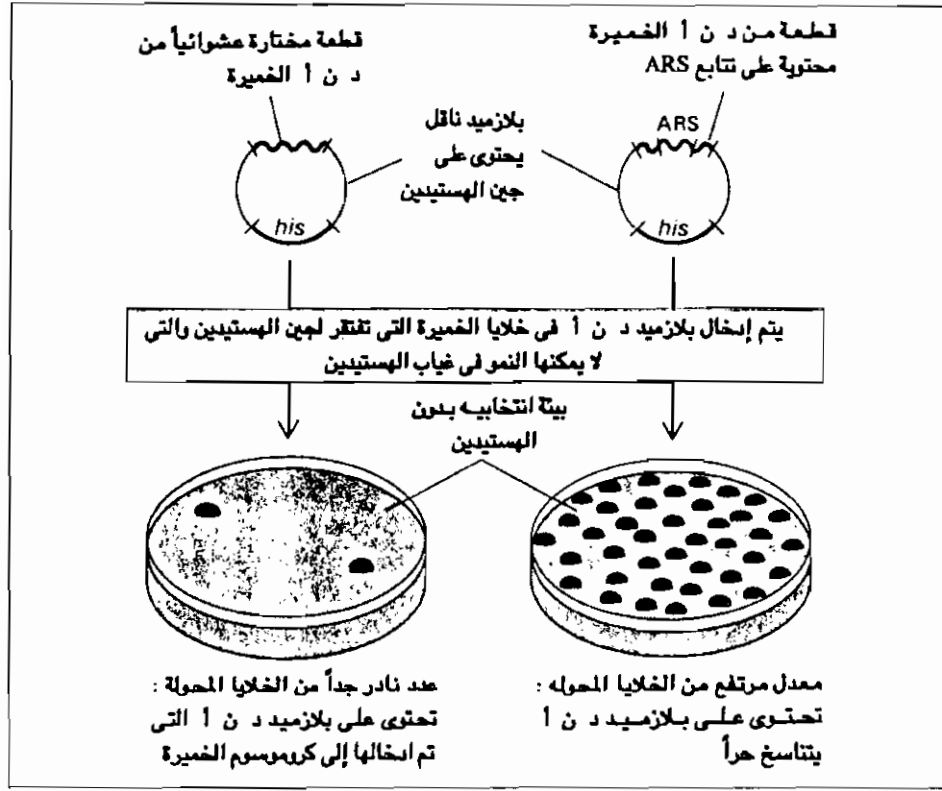 قطعة من د ن أ الخميرة
محتوية على تتابع ARS
قطعة مختارة عشوائياً من
د ن أ الخميرة
بلازميد ناقل
يحتوى على
جين الهستيدين
ARS
his
his
يتم إدخال بلازميد د ن أ فى خلايا الخميرة التى تفتقر لجين الهستيدين والتى
لا يمكنها النمو فى غياب الهستيدين
بيئة انتخابيه بدون
الهستيدين
معدل مرتفع من الخلايا المحوله :
تحتوى على بلازميد د ن أ
يتناسخ حراً
عدد نادر جداً من الخلايا المحولة :
تحتوى على بلازميد د ن أ التى
تم ادخالها إلى كروموسوم الخميرة